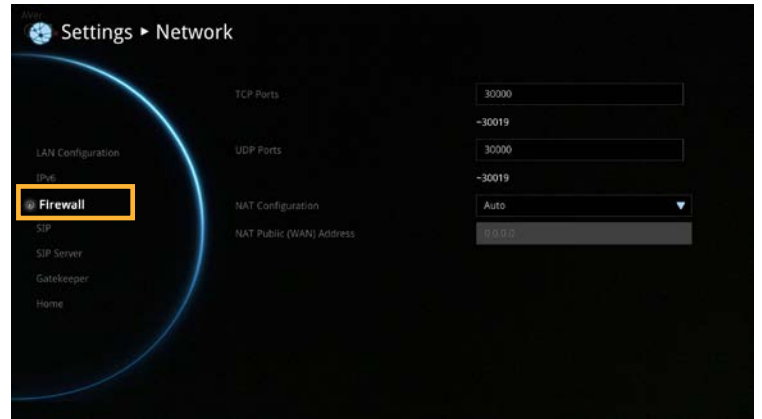 AVer
Settings ▸ Network
TCP Ports 30000
~30019
LAN Configuration
UDP Ports 30000
IPv6
~30019
Firewall
NAT Configuration Auto
SIP
NAT Public (WAN) Address 0.0.0.0
SIP Server
Gatekeeper
Home